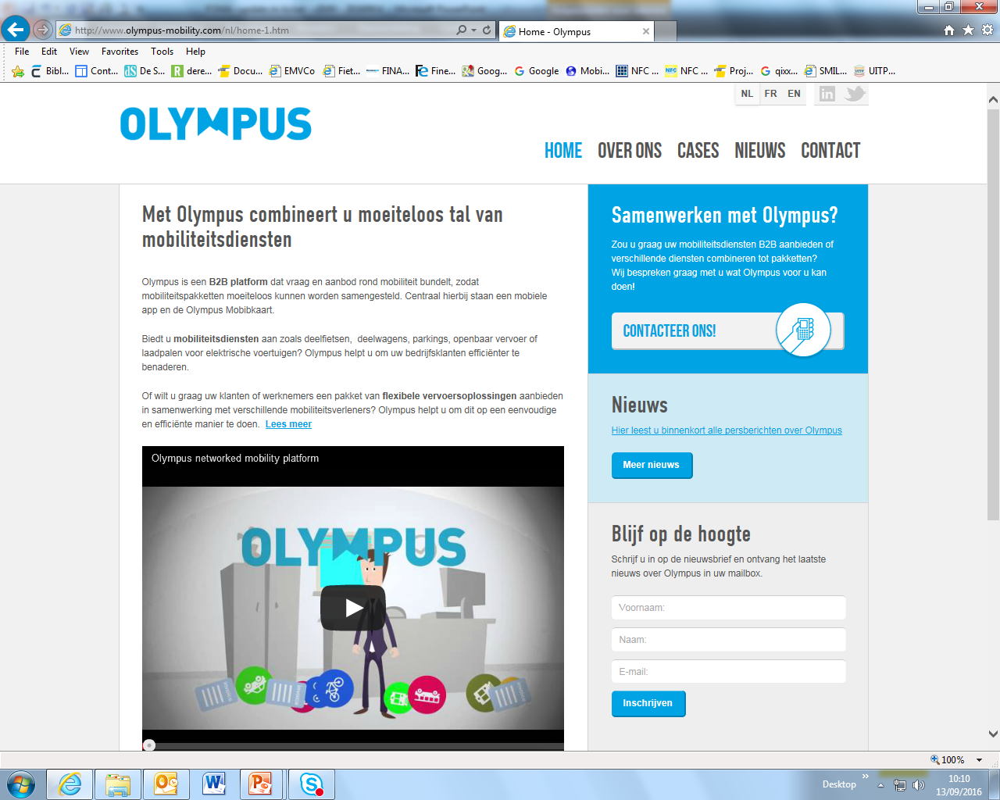 http://www.olympus-mobility.com/nl/home-1.htm
Home - Olympus
File Edit View Favorites Tools Help
Bibl... Cont... De S... dere... Docu... EMVCo Fiet... FINA... Fine... Goog... Google Mobi... NFC ... NFC ... Proj... qixx... SMIL... UITP...
NL FR EN
OLYMPUS
HOME OVER ONS CASES NIEUWS CONTACT
Met Olympus combineert u moeiteloos tal van
mobiliteitsdiensten
Olympus is een B2B platform dat vraag en aanbod rond mobiliteit bundelt, zodat
mobiliteitspakketten moeiteloos kunnen worden samengesteld. Centraal hierbij staan een mobiele
app en de Olympus Mobibkaart.
Biedt u mobiliteitsdiensten aan zoals deelfietsen, deelwagens, parkings, openbaar vervoer of
laadpalen voor elektrische voertuigen? Olympus helpt u om uw bedrijfsklanten efficiënter te
benaderen.
Of wilt u graag uw klanten of werknemers een pakket van flexibele vervoersoplossingen aanbieden
in samenwerking met verschillende mobiliteitsverleners? Olympus helpt u om dit op een eenvoudige
en efficiënte manier te doen. Lees meer
Olympus networked mobility platform
OLYMPUS
Samenwerken met Olympus?
Zou u graag uw mobiliteitsdiensten B2B aanbieden of
verschillende diensten combineren tot pakketten?
Wij bespreken graag met u wat Olympus voor u kan
doen!
CONTACTEER ONS!
Nieuws
Hier leest u binnenkort alle persberichten over Olympus
Meer nieuws
Blijf op de hoogte
Schrijf u in op de nieuwsbrief en ontvang het laatste
nieuws over Olympus in uw mailbox.
Voornaam:
Naam:
E-mail:
Inschrijven
100%
Desktop
10:10
13/09/2016